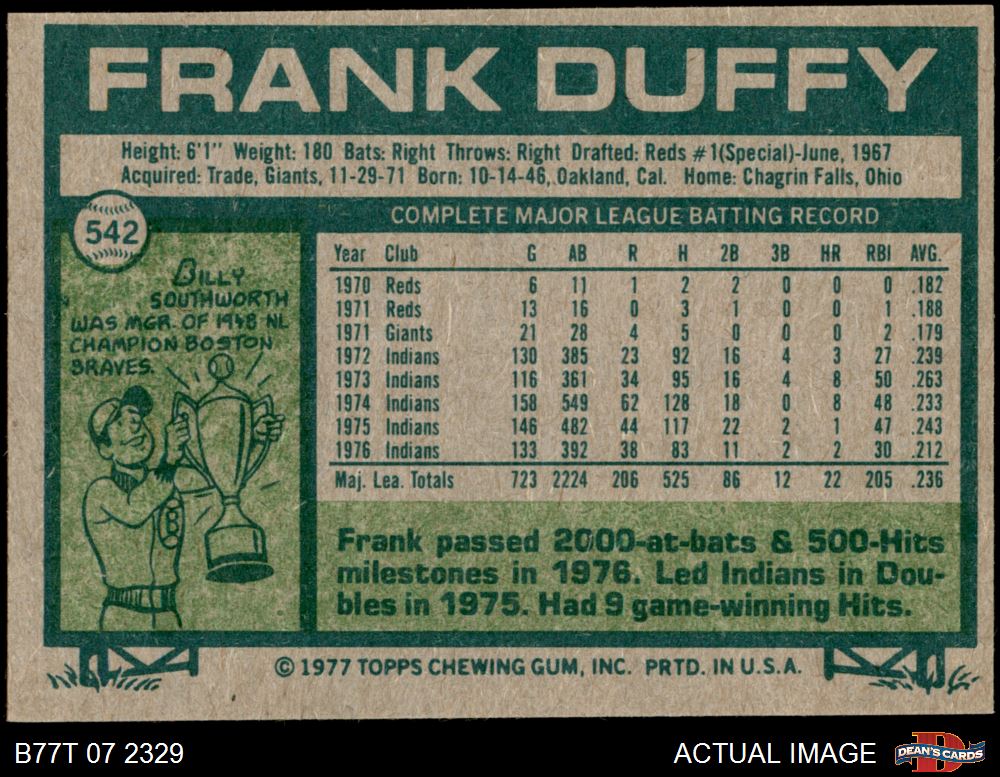 FRANK DUFFY
Height: 6'1" Weight: 180 Bats: Right Throws: Right Drafted: Reds #1(Special)-June, 1967
Acquired: Trade, Giants, 11-29-71 Born: 10-14-46, Oakland, Cal. Home: Chagrin Falls, Ohio
542
BILLY
SOUTHWORTH
WAS MGR. OF 1948 NL
CHAMPION BOSTON
BRAVES.
B
COMPLETE MAJOR LEAGUE BATTING RECORD
Year Club G AB R H 2B 3B HR RBI AVG.
1970 Reds 6 11 1 2 2 0 0 0 .182
1971 Reds 13 16 0 3 1 0 0 1 .188
1971 Giants 21 28 4 5 0 0 0 2 .179
1972 Indians 130 385 23 92 16 4 3 27 .239
1973 Indians 116 361 34 95 16 4 8 50 .263
1974 Indians 158 549 62 128 18 0 8 48 .233
1975 Indians 146 482 44 117 22 2 1 47 .243
1976 Indians 133 392 38 83 11 2 2 30 .212
Maj. Lea. Totals 723 2224 206 525 86 12 22 205 .236
Frank passed 2000-at-bats & 500-Hits
milestones in 1976. Led Indians in Dou-
bles in 1975. Had 9 game-winning Hits.
© 1977 TOPPS CHEWING GUM, INC. PRTD. IN U.S.A.
B77T 07 2329
ACTUAL IMAGE
D
DEAN'S CARDS